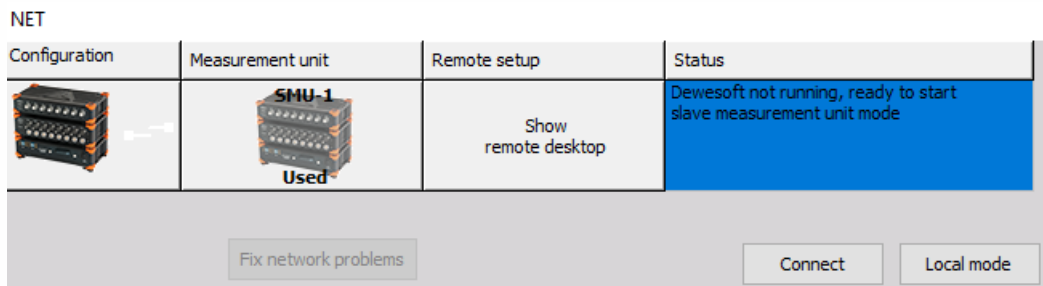 NET
Configuration
Measurement unit
Remote setup
Status
SMU-1
Used
Show
remote desktop
Dewesoft not running, ready to start
slave measurement unit mode
Fix network problems
Connect
Local mode